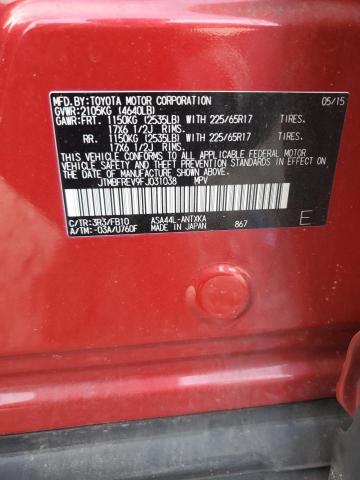 MFD.BY:TOYOTA MOTOR CORPORATION 05/15
GVWR:2105KG (4640LB)
GAWR:FRT. 1150KG (2535LB) WITH 225/65R17 TIRES.
17X6 1/2J RIMS.
RR. 1150KG (2535LB) WITH 225/65R17 TIRES.
17X6 1/2J RIMS.
THIS VEHICLE CONFORMS TO ALL APPLICABLE FEDERAL MOTOR
VEHICLE SAFETY, BUMPER, AND THEFT PREVENTION STANDARDS
IN EFFECT ON THE DATE OF MANUFACTURE SHOWN ABOVE.
JTMBFREV9FJ031038 MPV
C/TR:3R3/FB10 ASA44L-ANTXKA E
A/TM:-03A/U760F MADE IN JAPAN 867